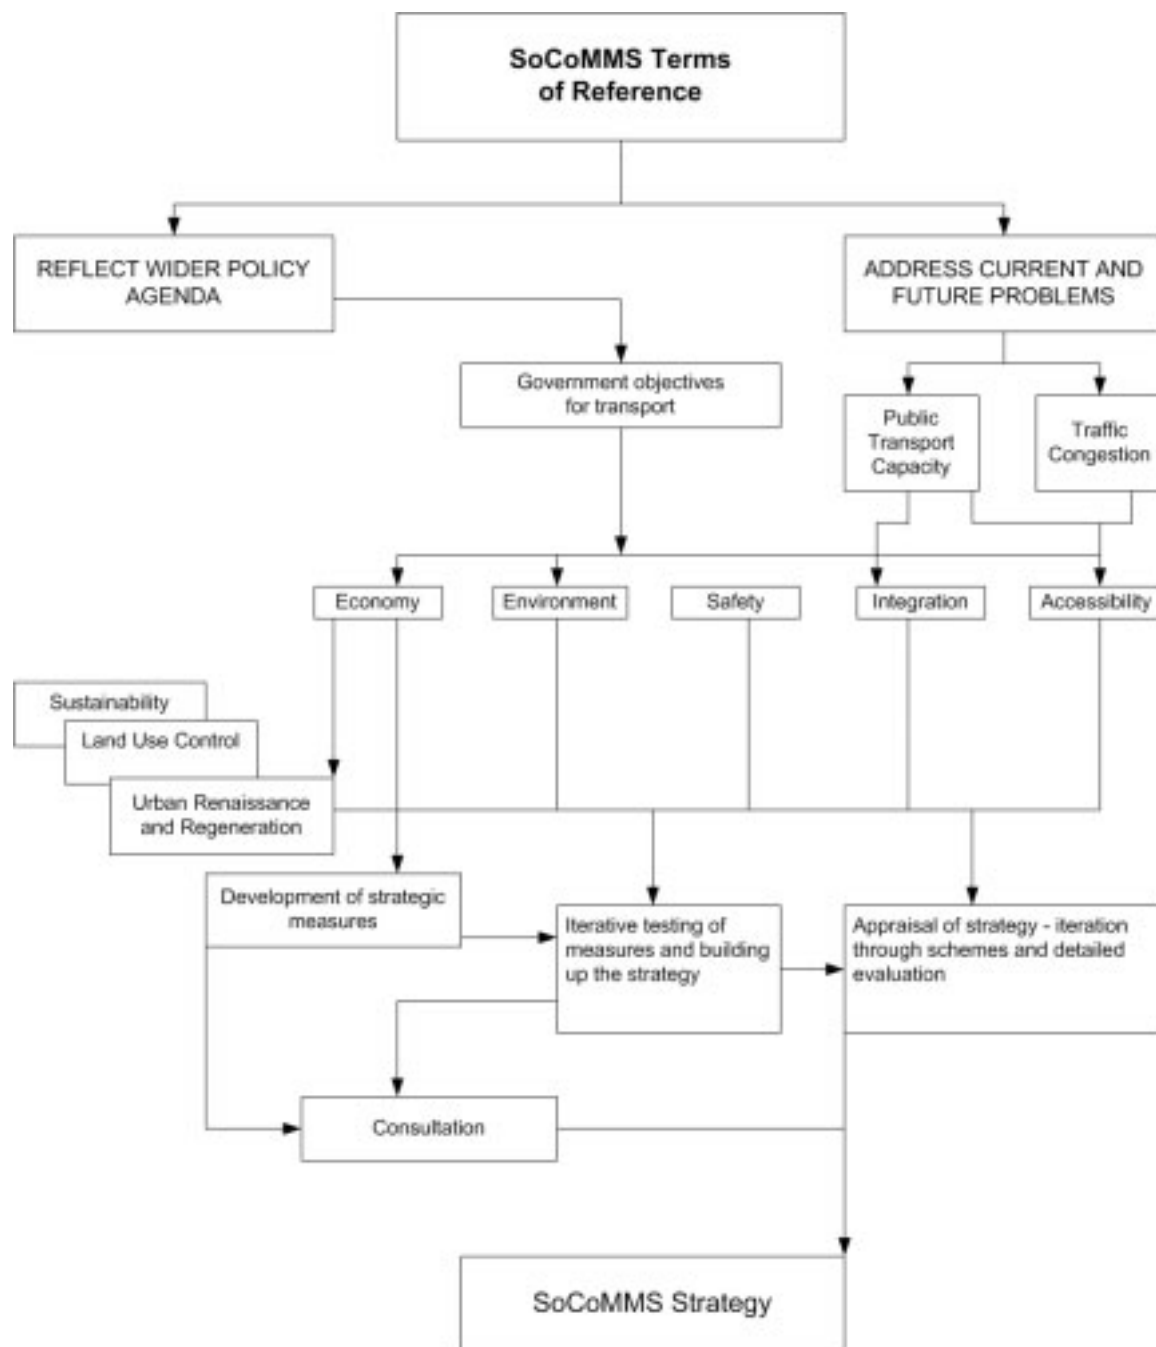 SoCoMMS Terms
of Reference
REFLECT WIDER POLICY
AGENDA
ADDRESS CURRENT AND
FUTURE PROBLEMS
Government objectives
for transport
Public
Transport
Capacity
Traffic
Congestion
Economy
Environment
Safety
Integration
Accessibility
Sustainability
Land Use Control
Urban Renaissance
and Regeneration
Development of strategic
measures
Iterative testing of
measures and building
up the strategy
Appraisal of strategy - iteration
through schemes and detailed
evaluation
Consultation
SoCoMMS Strategy